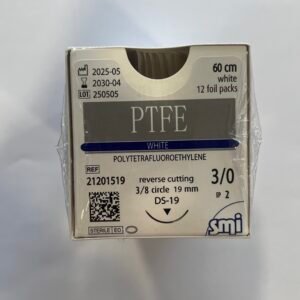 2025-05
2030-04
LOT 250505
60 cm
white
12 foil packs
PTFE
WHITE
POLYTETRAFLUOROETHYLENE
REF
21201519
reverse cutting
3/8 circle 19 mm
DS-19
3/0
EP 2
STERILE EO
smi